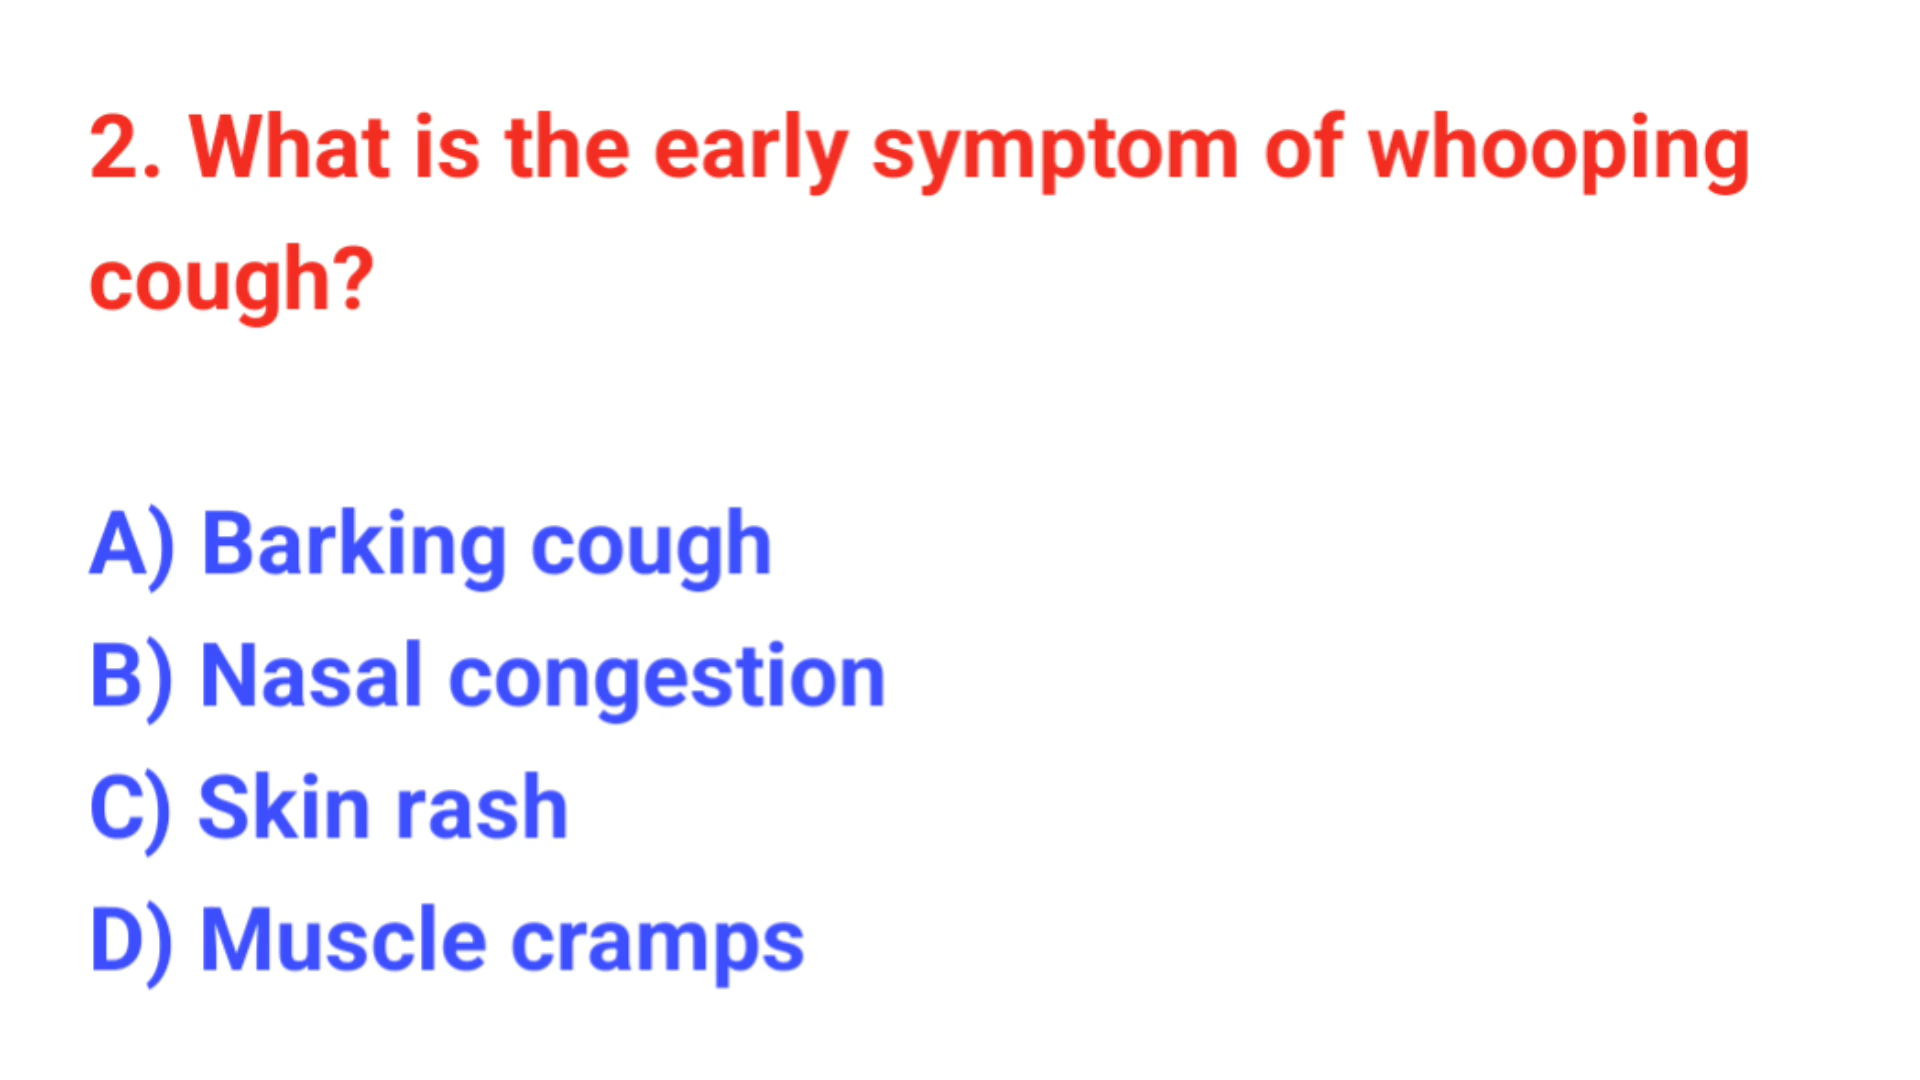 2. What is the early symptom of whooping
cough?
A) Barking cough
B) Nasal congestion
C) Skin rash
D) Muscle cramps